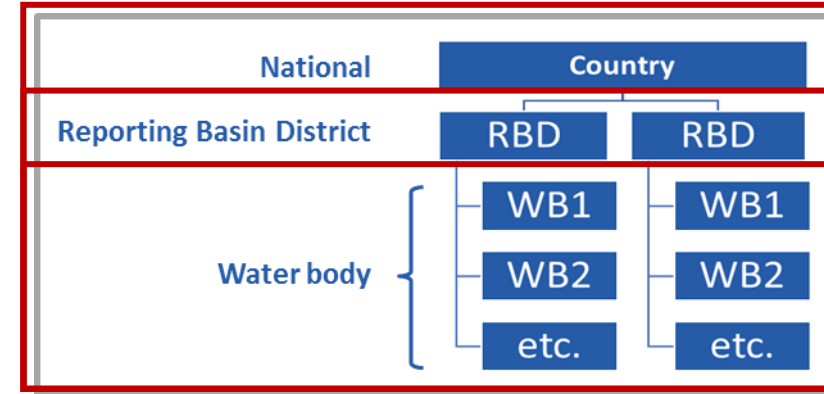 National Country
Reporting Basin District RBD RBD
WB1 WB1
Water body WB2 WB2
etc. etc.